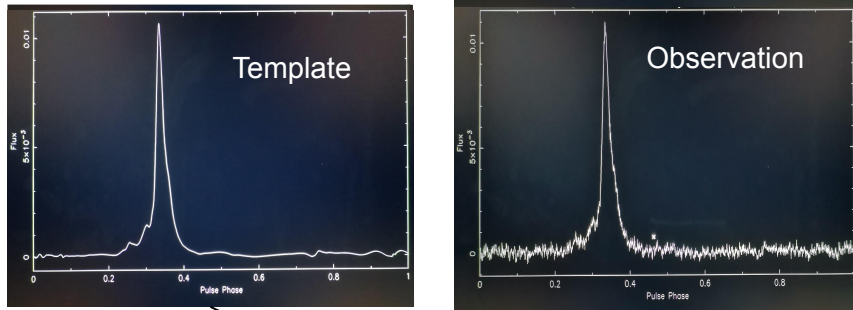 Template
0.01
5×10⁻³
0
Flux
0 0.2 0.4 0.6 0.8 1
Pulse Phase
Observation
0.01
5×10⁻³
0
Flux
0 0.2 0.4 0.6 0.8
Pulse Phase